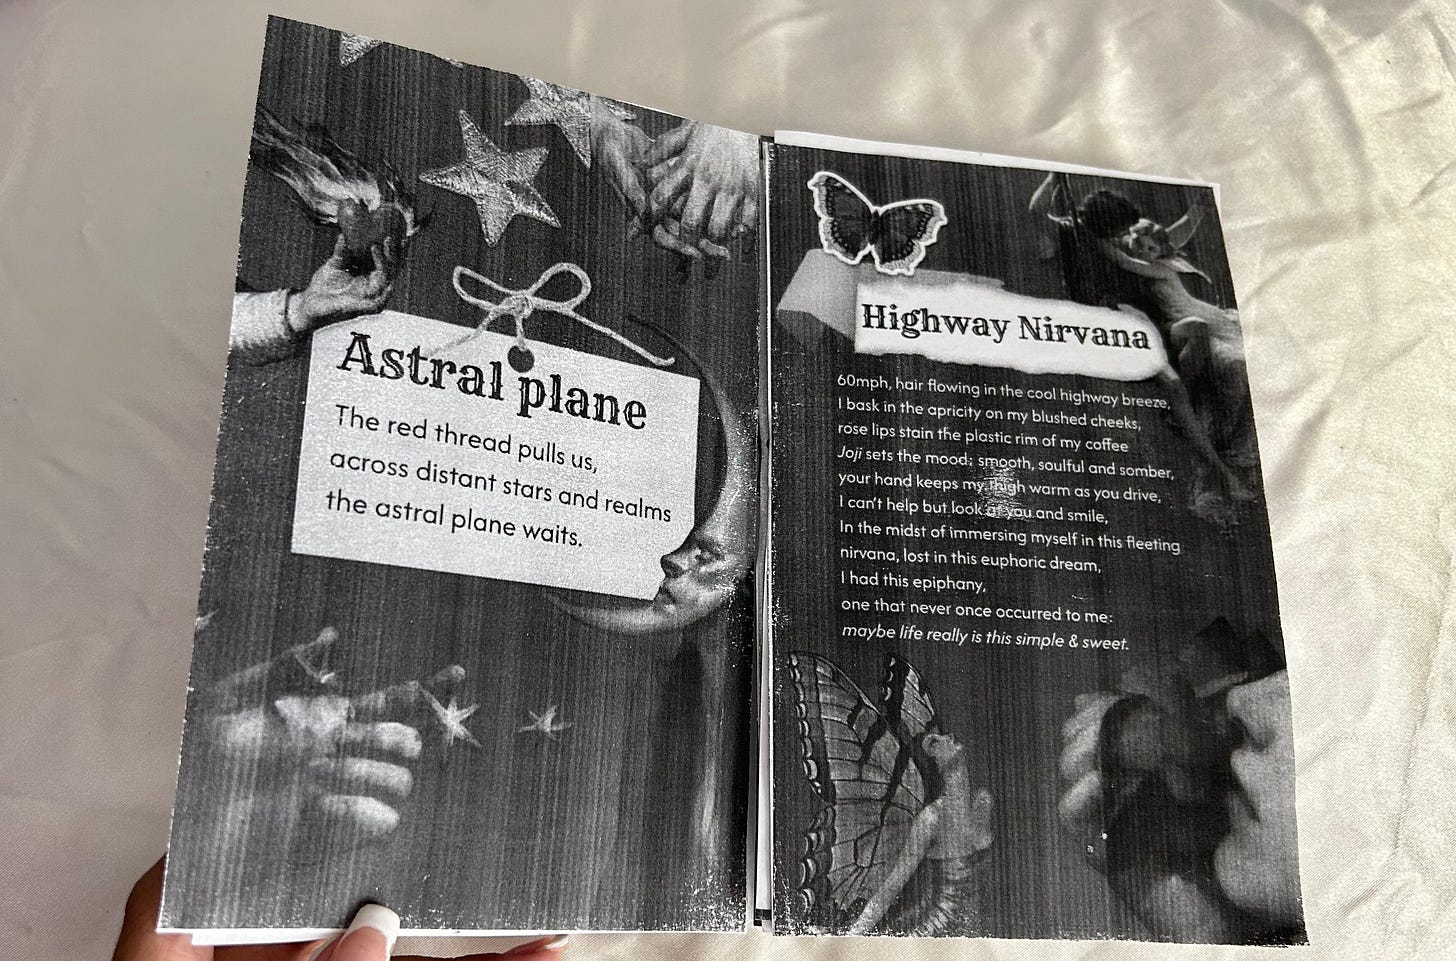 Astral plane
The red thread pulls us,
across distant stars and realms
the astral plane waits.
Highway Nirvana
60mph, hair flowing in the cool highway breeze,
I bask in the apricity on my blushed cheeks,
rose lips stain the plastic rim of my coffee
Joji sets the mood: smooth, soulful and somber,
your hand keeps my thigh warm as you drive,
I can't help but look at you and smile,
In the midst of immersing myself in this fleeting
nirvana, lost in this euphoric dream,
I had this epiphany,
one that never once occurred to me:
maybe life really is this simple & sweet.